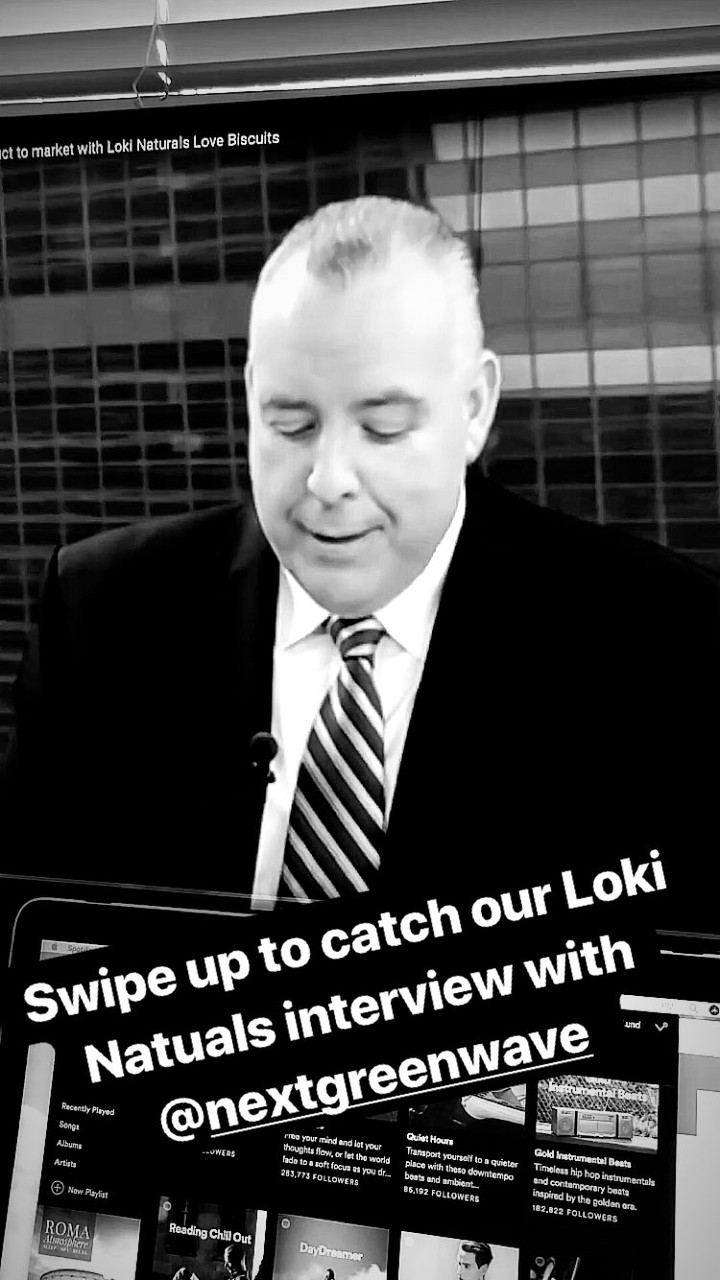 ct to market with Loki Naturals Love Biscuits
Swipe up to catch our Loki
Natuals interview with
@nextgreenwave
Recently Played
Songs
Albums
Artists
New Playlist
Free your mind and let your
thoughts flow, or let the world
fade to a soft focus as you dr...
263,773 FOLLOWERS
Quiet Hours
Transport yourself to a quieter
place with these downtempo
beats and ambient...
85,192 FOLLOWERS
Instrumental Beats
Gold Instrumental Beats
Timeless hip hop instrumentals
and contemporary beats
inspired by the golden era.
182,822 FOLLOWERS
ROMA
Atmosphere
Reading Chill Out
DayDreamer